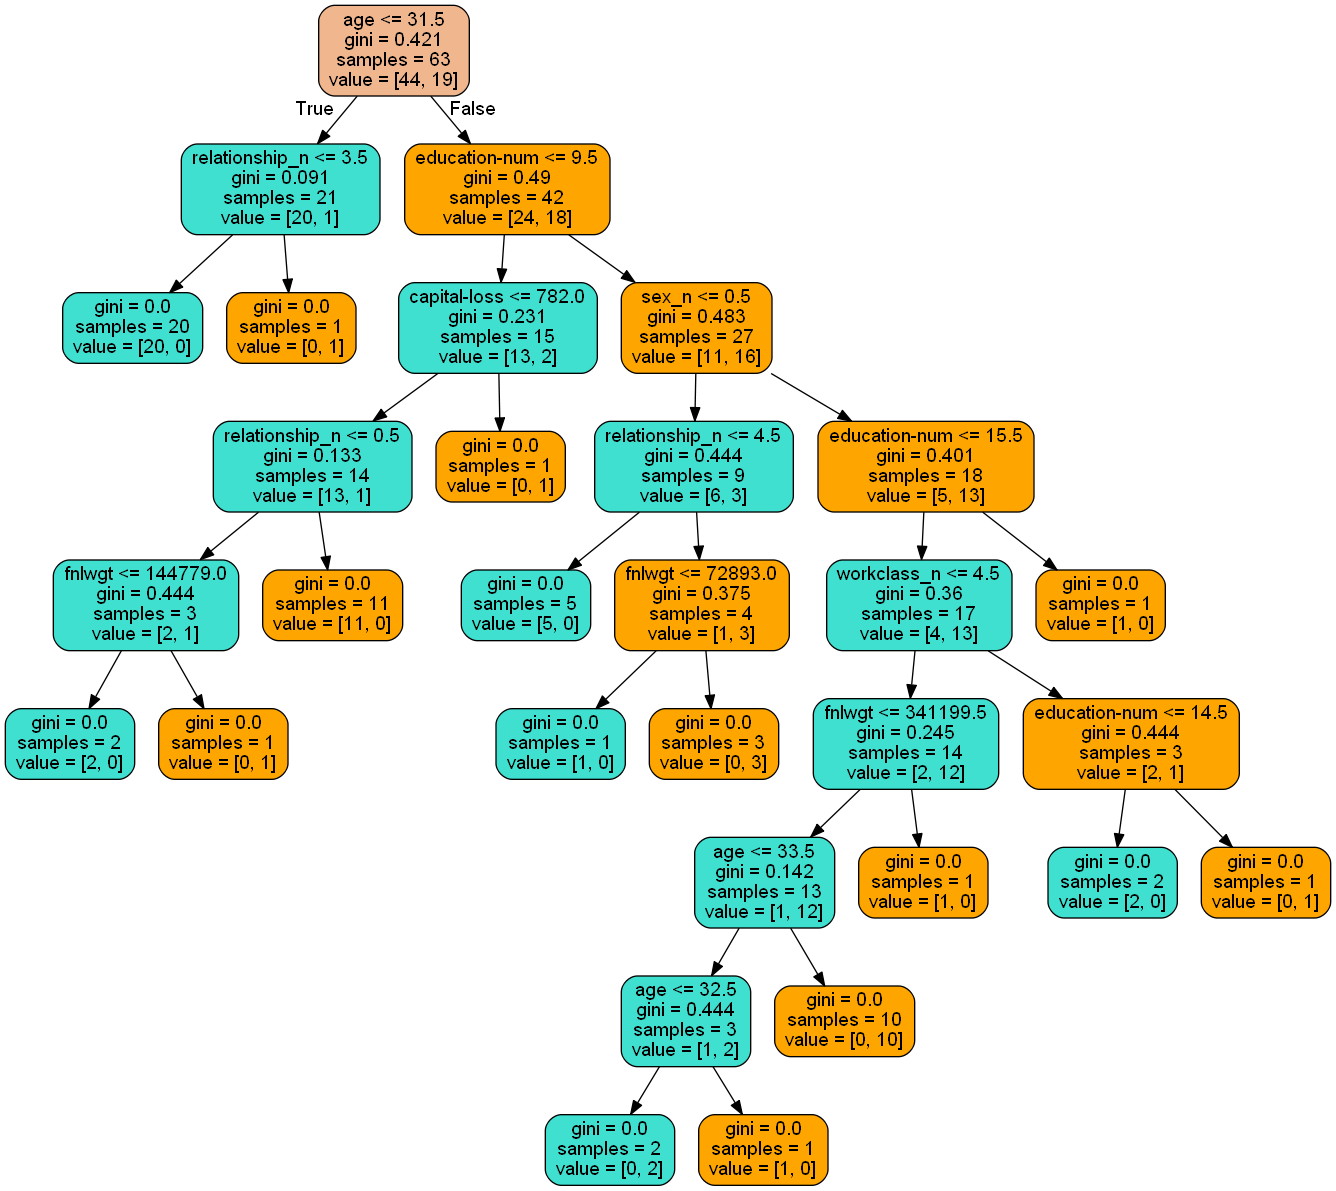 age <= 31.5
gini = 0.421
samples = 63
value = [44, 19]
True
False
relationship_n <= 3.5
gini = 0.091
samples = 21
value = [20, 1]
education-num <= 9.5
gini = 0.49
samples = 42
value = [24, 18]
gini = 0.0
samples = 20
value = [20, 0]
gini = 0.0
samples = 1
value = [0, 1]
capital-loss <= 782.0
gini = 0.231
samples = 15
value = [13, 2]
sex_n <= 0.5
gini = 0.483
samples = 27
value = [11, 16]
relationship_n <= 0.5
gini = 0.133
samples = 14
value = [13, 1]
gini = 0.0
samples = 1
value = [0, 1]
relationship_n <= 4.5
gini = 0.444
samples = 9
value = [6, 3]
education-num <= 15.5
gini = 0.401
samples = 18
value = [5, 13]
fnlwgt <= 144779.0
gini = 0.444
samples = 3
value = [2, 1]
gini = 0.0
samples = 11
value = [11, 0]
gini = 0.0
samples = 5
value = [5, 0]
fnlwgt <= 72893.0
gini = 0.375
samples = 4
value = [1, 3]
workclass_n <= 4.5
gini = 0.36
samples = 17
value = [4, 13]
gini = 0.0
samples = 1
value = [1, 0]
gini = 0.0
samples = 2
value = [2, 0]
gini = 0.0
samples = 1
value = [0, 1]
gini = 0.0
samples = 1
value = [1, 0]
gini = 0.0
samples = 3
value = [0, 3]
fnlwgt <= 341199.5
gini = 0.245
samples = 14
value = [2, 12]
education-num <= 14.5
gini = 0.444
samples = 3
value = [2, 1]
age <= 33.5
gini = 0.142
samples = 13
value = [1, 12]
gini = 0.0
samples = 1
value = [1, 0]
gini = 0.0
samples = 2
value = [2, 0]
gini = 0.0
samples = 1
value = [0, 1]
age <= 32.5
gini = 0.444
samples = 3
value = [1, 2]
gini = 0.0
samples = 10
value = [0, 10]
gini = 0.0
samples = 2
value = [0, 2]
gini = 0.0
samples = 1
value = [1, 0]